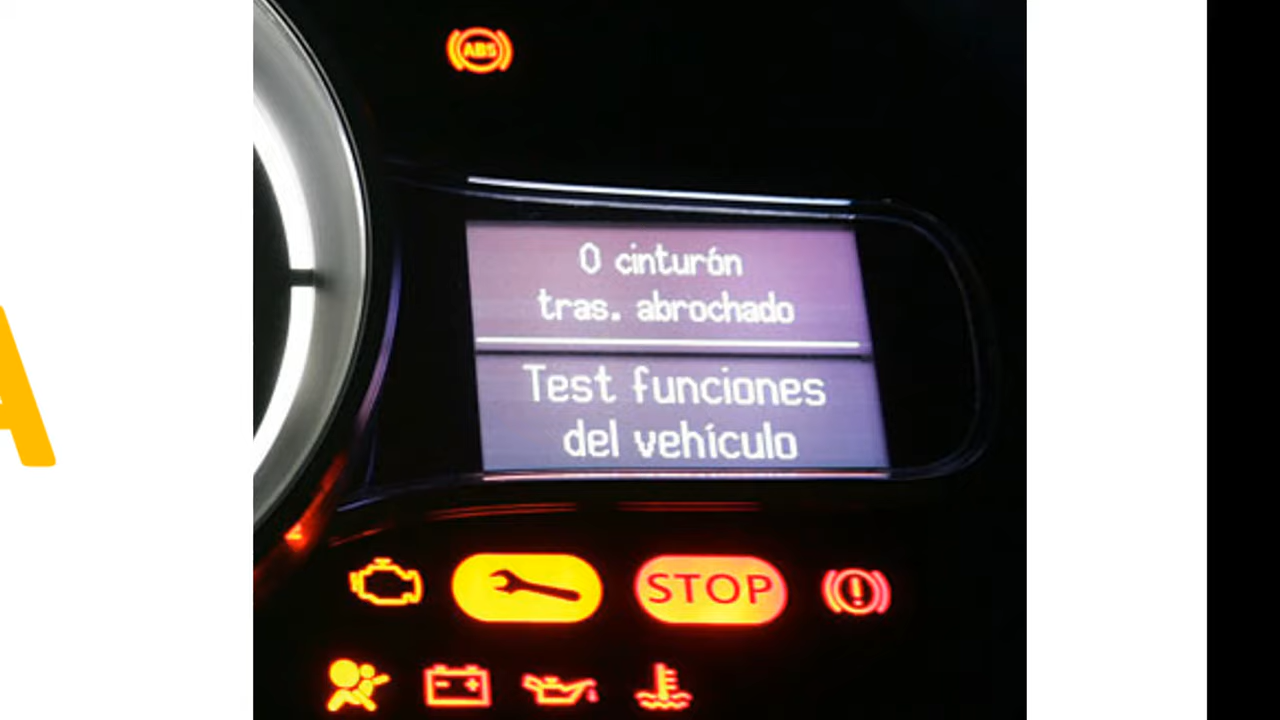 A
ABS
0 cinturón
tras. abrochado
Test funciones
del vehículo
STOP